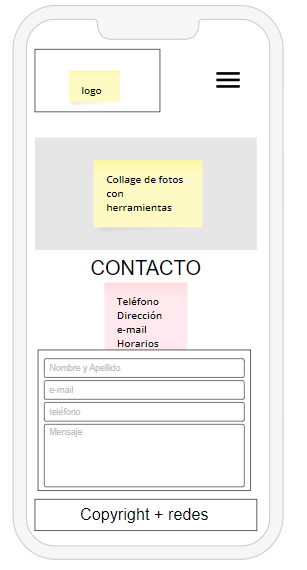 logo
Collage de fotos
con
herramientas
CONTACTO
Teléfono
Dirección
e-mail
Horarios
Nombre y Apellido
e-mail
teléfono
Mensaje
Copyright + redes